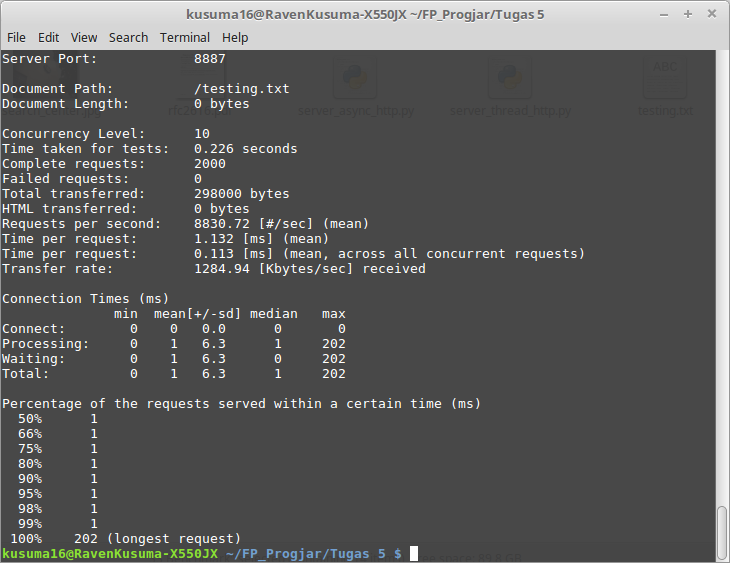 kusuma16@RavenKusuma-X550JX ~/FP_Progjar/Tugas 5
File Edit View Search Terminal Help
Server Port:            8887
Document Path:          /testing.txt
Document Length:        0 bytes
Concurrency Level:      10
Time taken for tests:   0.226 seconds
Complete requests:      2000
Failed requests:        0
Total transferred:      298000 bytes
HTML transferred:       0 bytes
Requests per second:    8830.72 [#/sec] (mean)
Time per request:       1.132 [ms] (mean)
Time per request:       0.113 [ms] (mean, across all concurrent requests)
Transfer rate:          1284.94 [Kbytes/sec] received
Connection Times (ms)
              min  mean[+/-sd] median   max
Connect:        0    0   0.0      0       0
Processing:     0    1   6.3      1     202
Waiting:        0    1   6.3      0     202
Total:          0    1   6.3      1     202
Percentage of the requests served within a certain time (ms)
  50%      1
  66%      1
  75%      1
  80%      1
  90%      1
  95%      1
  98%      1
  99%      1
 100%    202 (longest request)
kusuma16@RavenKusuma-X550JX ~/FP_Progjar/Tugas 5 $
ABC
server_async_http.py
server_thread_http.py
testing.txt